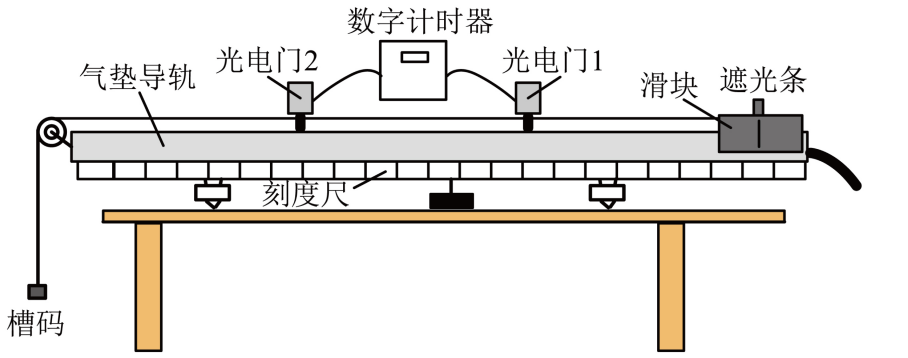 数字计时器
光电门2
光电门1
气垫导轨
滑块
遮光条
刻度尺
槽码